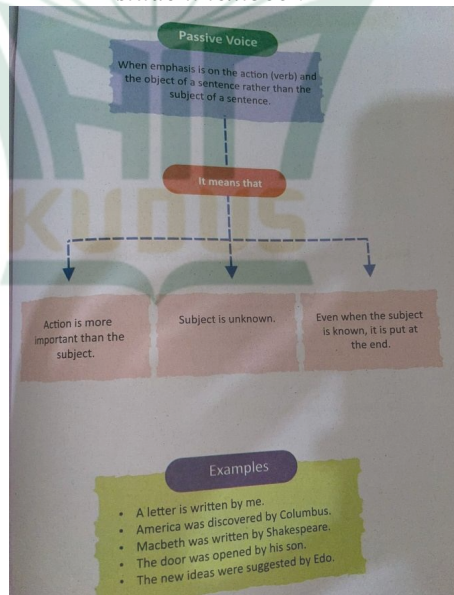 Passive Voice
When emphasis is on the action (verb) and
the object of a sentence rather than the
subject of a sentence.
It means that
KUDUS
Action is more
important than the
subject.
Subject is unknown.
Even when the subject
is known, it is put at
the end.
Examples
• A letter is written by me.
• America was discovered by Columbus.
• Macbeth was written by Shakespeare.
• The door was opened by his son.
• The new ideas were suggested by Edo.